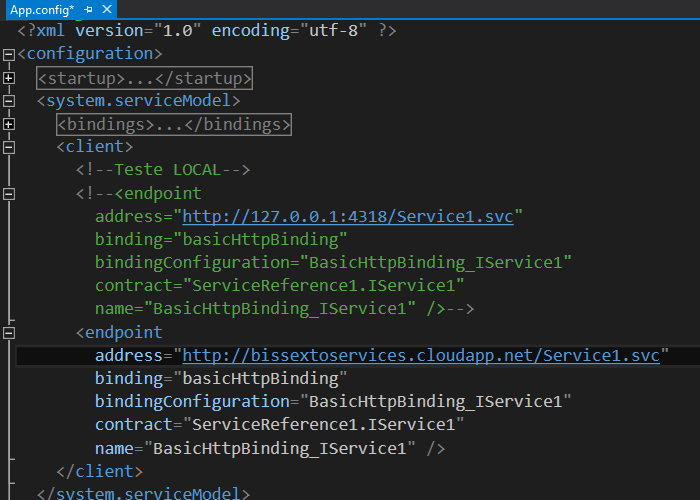 App.config*
<?xml version="1.0" encoding="utf-8" ?>
<configuration>
<startup>...</startup>
<system.serviceModel>
<bindings>...</bindings>
<client>
<!--Teste LOCAL-->
<!--<endpoint
address="http://127.0.0.1:4318/Service1.svc"
binding="basicHttpBinding"
bindingConfiguration="BasicHttpBinding_IService1"
contract="ServiceReference1.IService1"
name="BasicHttpBinding_IService1" />-->
<endpoint
address="http://bissextoservices.cloudapp.net/Service1.svc"
binding="basicHttpBinding"
bindingConfiguration="BasicHttpBinding_IService1"
contract="ServiceReference1.IService1"
name="BasicHttpBinding_IService1" />
</client>
</system.serviceModel>